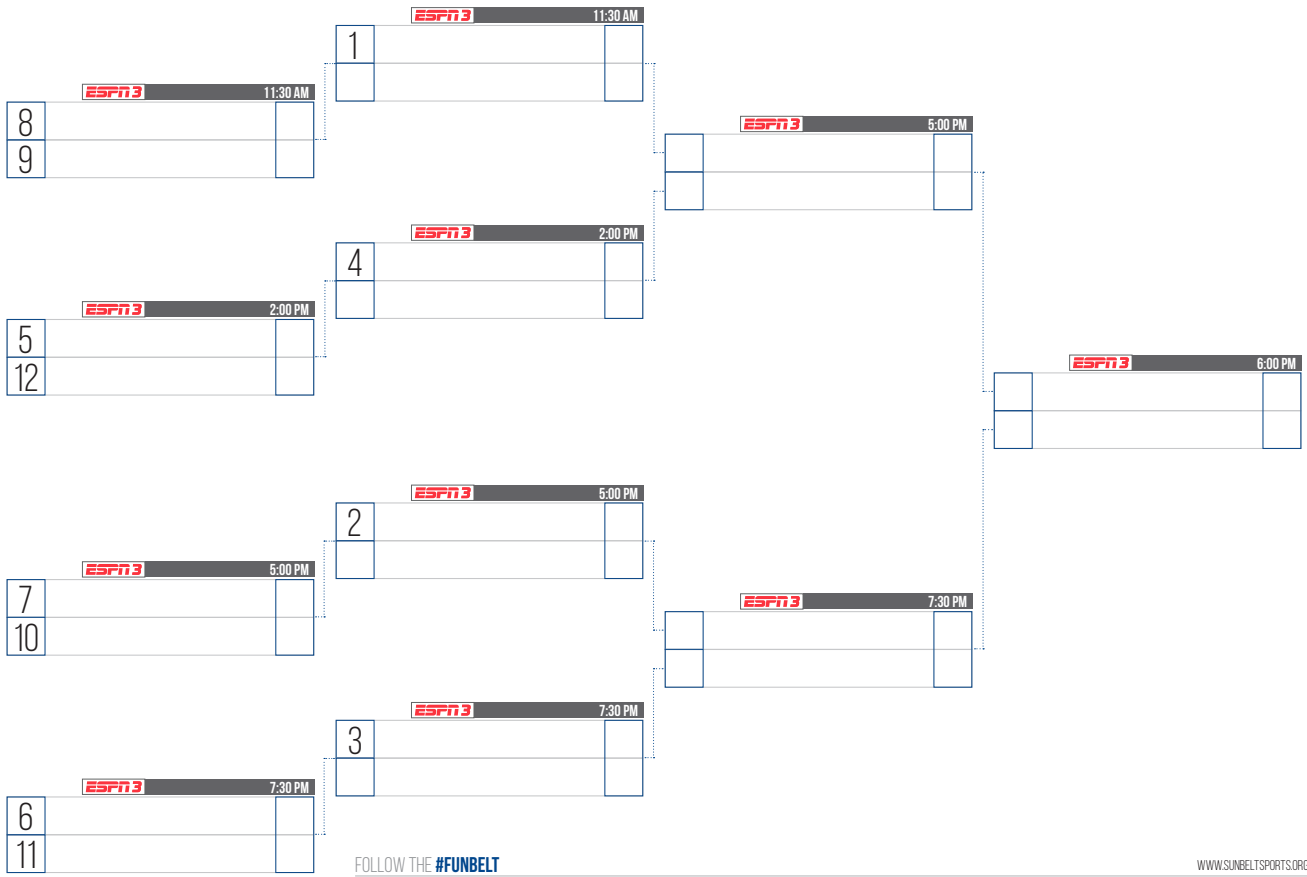 ESPN3 11:30 AM
1
ESPN3 11:30 AM
8
9
ESPN3 5:00 PM
ESPN3 2:00 PM
4
ESPN3 2:00 PM
5
12
ESPN3 6:00 PM
ESPN3 5:00 PM
2
ESPN3 5:00 PM
7
10
ESPN3 7:30 PM
ESPN3 7:30 PM
3
ESPN3 7:30 PM
6
11
FOLLOW THE #FUNBELT
WWW.SUNBELTSPORTS.ORG